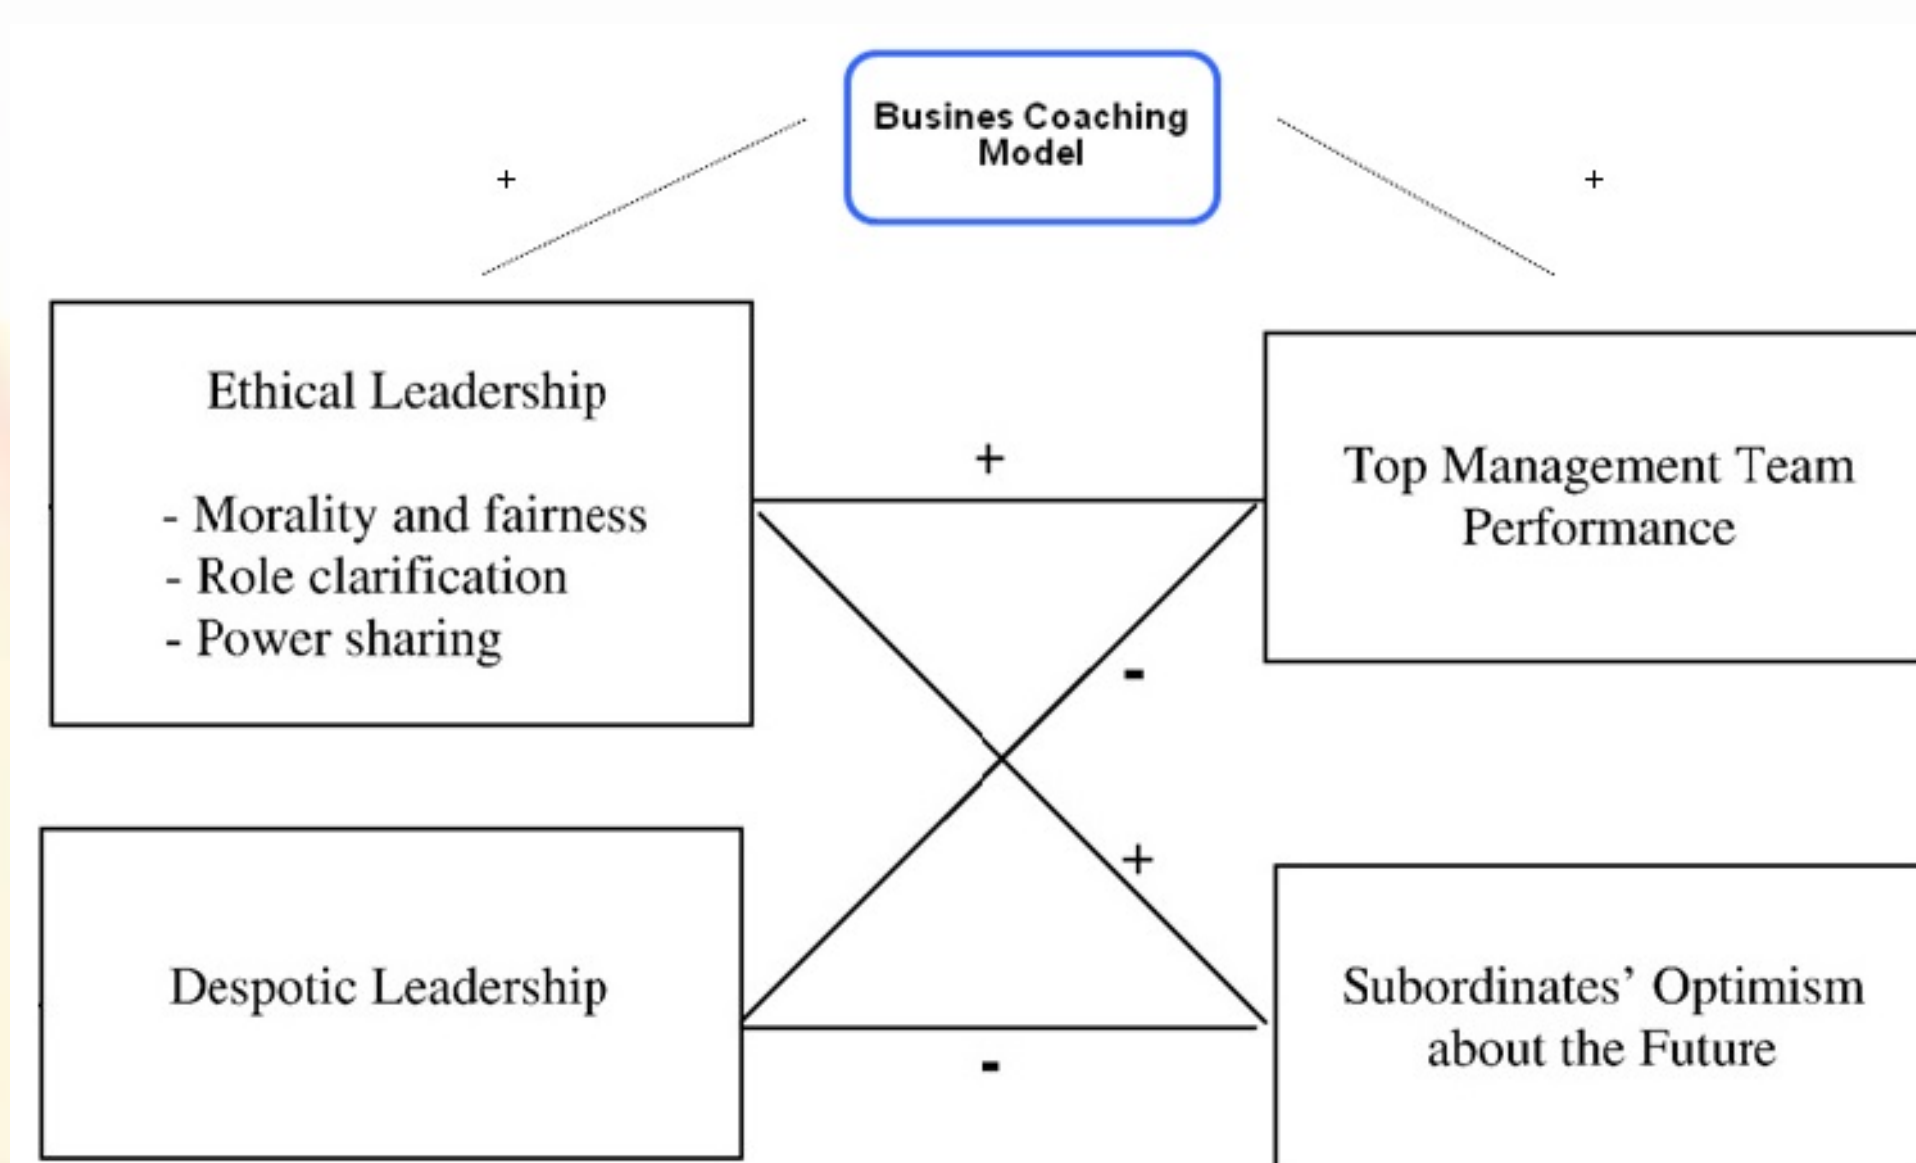 Busines Coaching
Model
+
+
Ethical Leadership
- Morality and fairness
- Role clarification
- Power sharing
+
Top Management Team
Performance
-
+
Despotic Leadership
-
Subordinates’ Optimism
about the Future